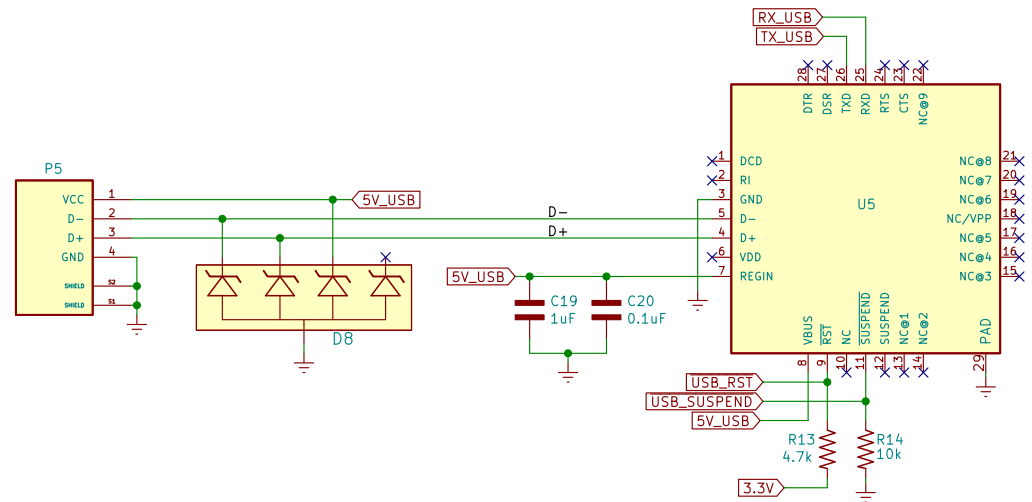 RX_USB
TX_USB
28 27 26 25 24 23 22
DTR DSR TXD RXD RTS CTS NC@9
P5
VCC 1
D- 2
D+ 3
GND 4
SHIELD S2
SHIELD S1
5V_USB
D-
D+
D8
5V_USB
C19
1uF
C20
0.1uF
U5
1 DCD
2 RI
3 GND
5 D-
4 D+
6 VDD
7 REGIN
NC@8 21
NC@7 20
NC@6 19
NC/VPP 18
NC@5 17
NC@4 16
NC@3 15
VBUS RST NC SUSPEND SUSPEND NC@1 NC@2 PAD
8 9 10 11 12 13 14 29
USB_RST
USB_SUSPEND
5V_USB
R13
4.7k
R14
10k
3.3V